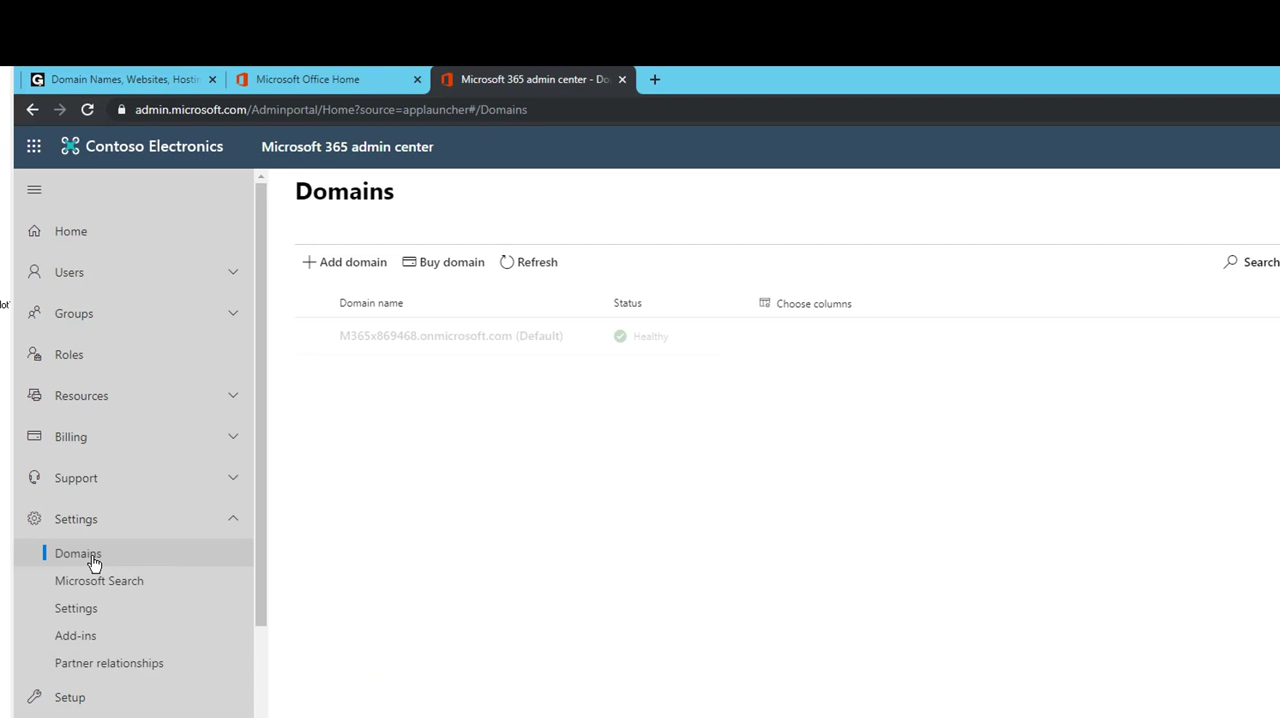 Domain Names, Websites, Hostin
Microsoft Office Home
Microsoft 365 admin center - Do
admin.microsoft.com/Adminportal/Home?source=applauncher#/Domains
Contoso Electronics
Microsoft 365 admin center
Domains
Home
Users
Groups
Roles
Resources
Billing
Support
Settings
Domains
Microsoft Search
Settings
Add-ins
Partner relationships
Setup
Add domain
Buy domain
Refresh
Search
Domain name
Status
Choose columns
M365x869468.onmicrosoft.com (Default)
Healthy